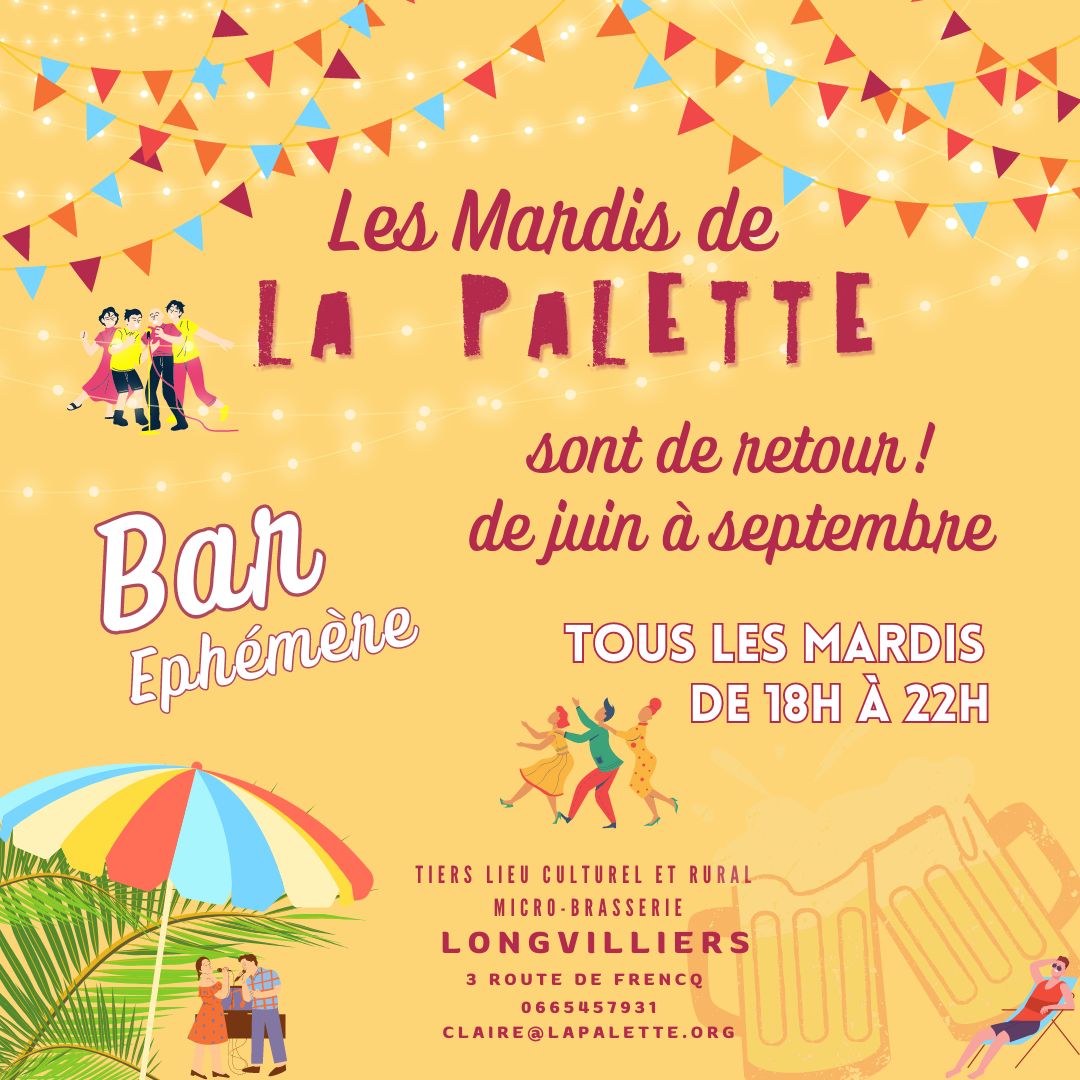 Les Mardis de
LA PALETTE
sont de retour !
de juin à septembre
Bar
Ephémère
TOUS LES MARDIS
DE 18H À 22H
TIERS LIEU CULTUREL ET RURAL
MICRO-BRASSERIE
LONGVILLIERS
3 ROUTE DE FRENCQ
0665457931
CLAIRE@LAPALETTE.ORG